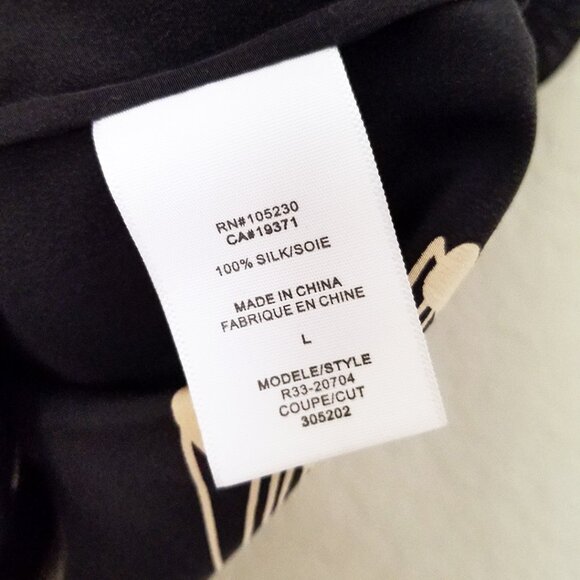 RN#105230
CA#19371
100% SILK/SOIE
MADE IN CHINA
FABRIQUE EN CHINE
L
MODELE/STYLE
R33-20704
COUPE/CUT
305202